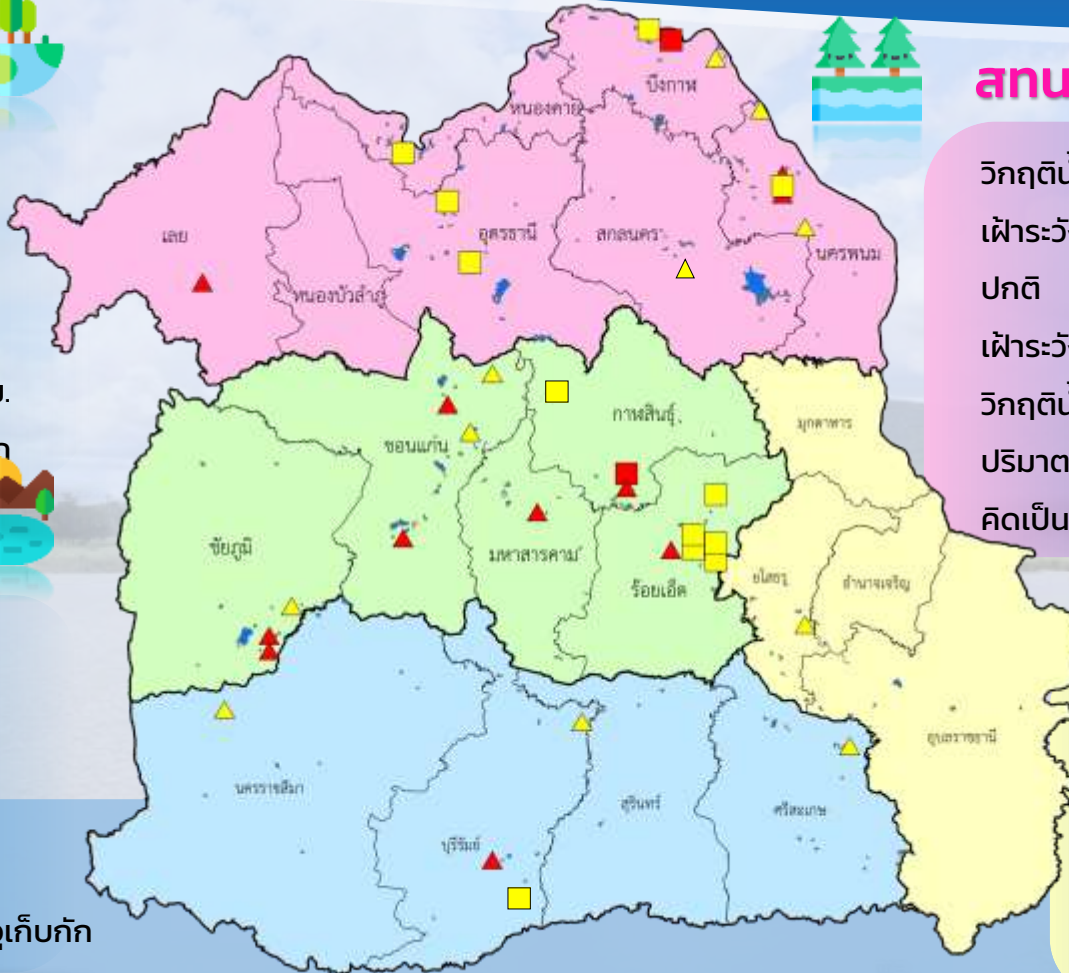 สทน
วิกฤติน้
เฝ้าระวัง
ปกติ
เฝ้าระวัง
วิกฤติน้
ปริมาต
คิดเป็น
บึงกาฬ
หนองคาย
เลย
อุดรธานี
สกลนคร
นครพนม
หนองบัวลำภู
ขอนแก่น
กาฬสินธุ์
มุกดาหาร
ชัยภูมิ
มหาสารคาม
ร้อยเอ็ด
ยโสธร
อำนาจเจริญ
อุบลราชธานี
นครราชสีมา
บุรีรัมย์
สุรินทร์
ศรีสะเกษ
เก็บกัก